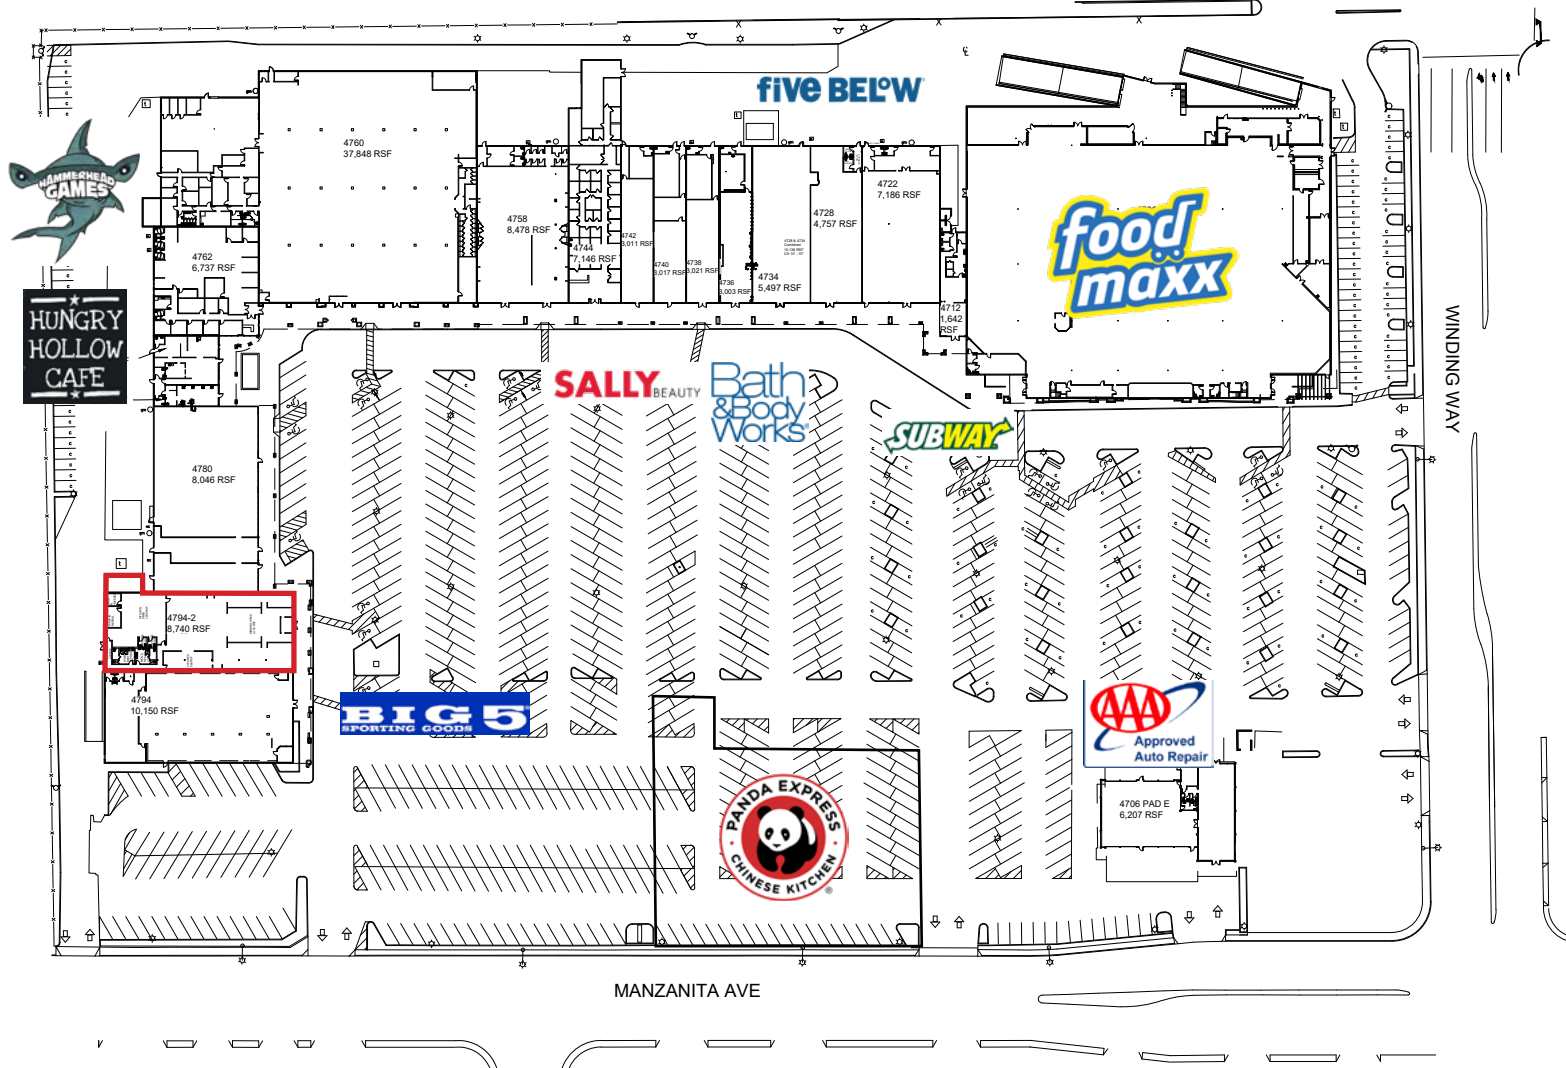 five BELOW
HAMMERHEAD
GAMES
4760
37,848 RSF
4722
7,186 RSF
4758
8,478 RSF
4728
4,757 RSF
4742
3,011 RSF
4744
7,146 RSF
4762
6,737 RSF
4740
3,017 RSF
4738
3,021 RSF
4736
3,003 RSF
4734
5,497 RSF
food
maxx
4712
1,642
RSF
HUNGRY
HOLLOW
CAFE
WINDING WAY
SALLY BEAUTY
Bath
&Body
Works
SUBWAY
4780
8,046 RSF
4794-2
8,740 RSF
4794
10,150 RSF
BIG 5
SPORTING GOODS
AAA
Approved
Auto Repair
PANDA EXPRESS
CHINESE KITCHEN
4706 PAD E
6,207 RSF
MANZANITA AVE